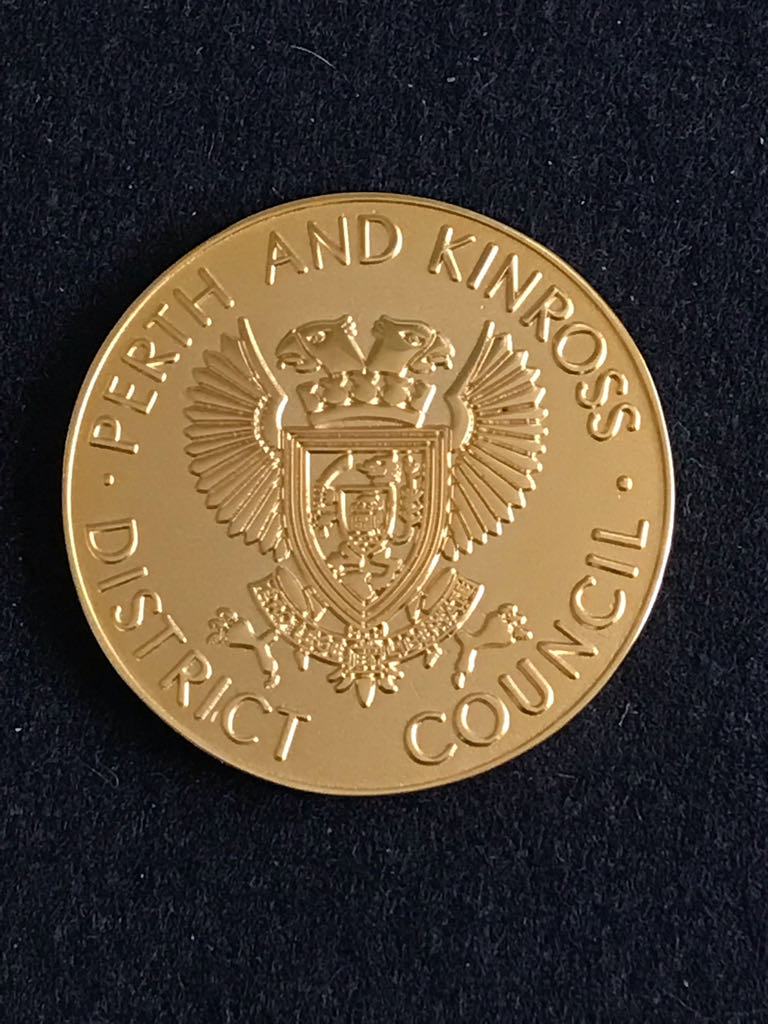 · PERTH AND KINROSS ·
DISTRICT COUNCIL